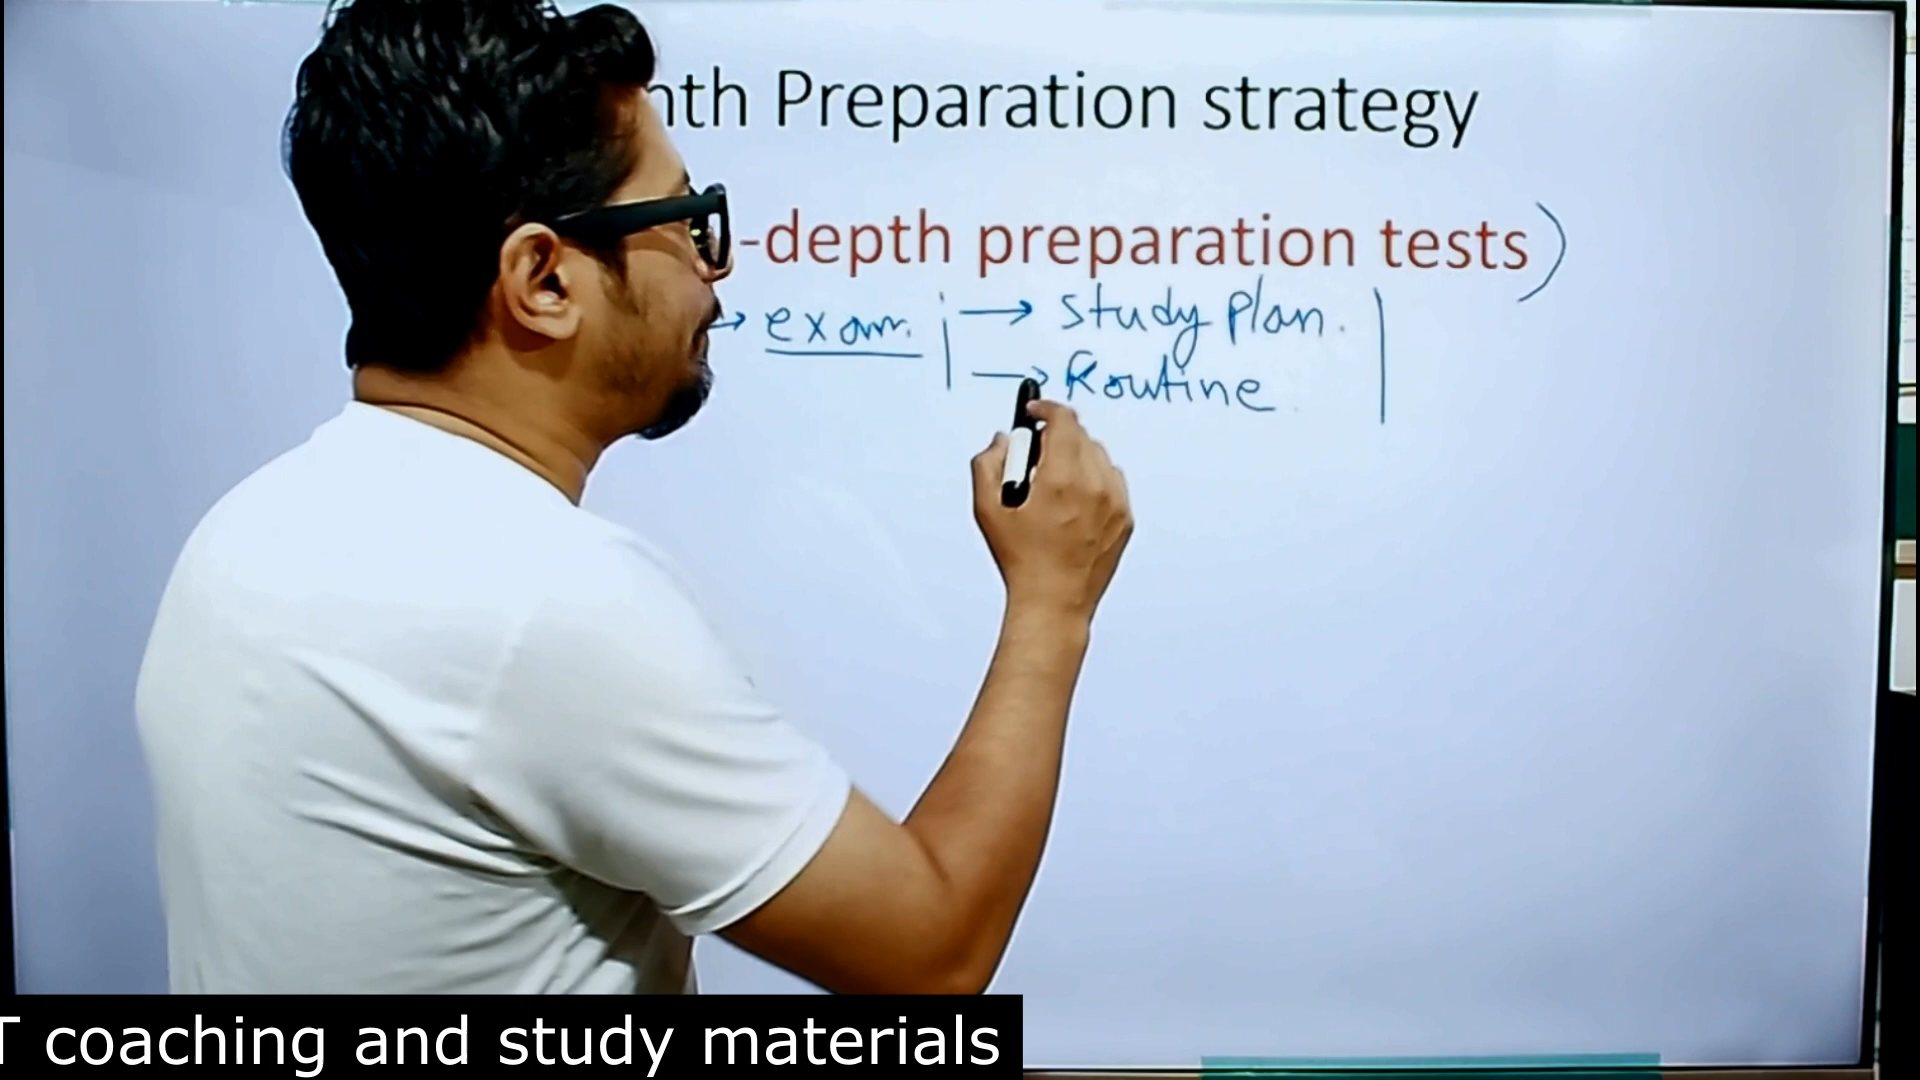 nth Preparation strategy
-depth preparation tests)
→ exam. → Study Plan.
→ Routine
T coaching and study materials